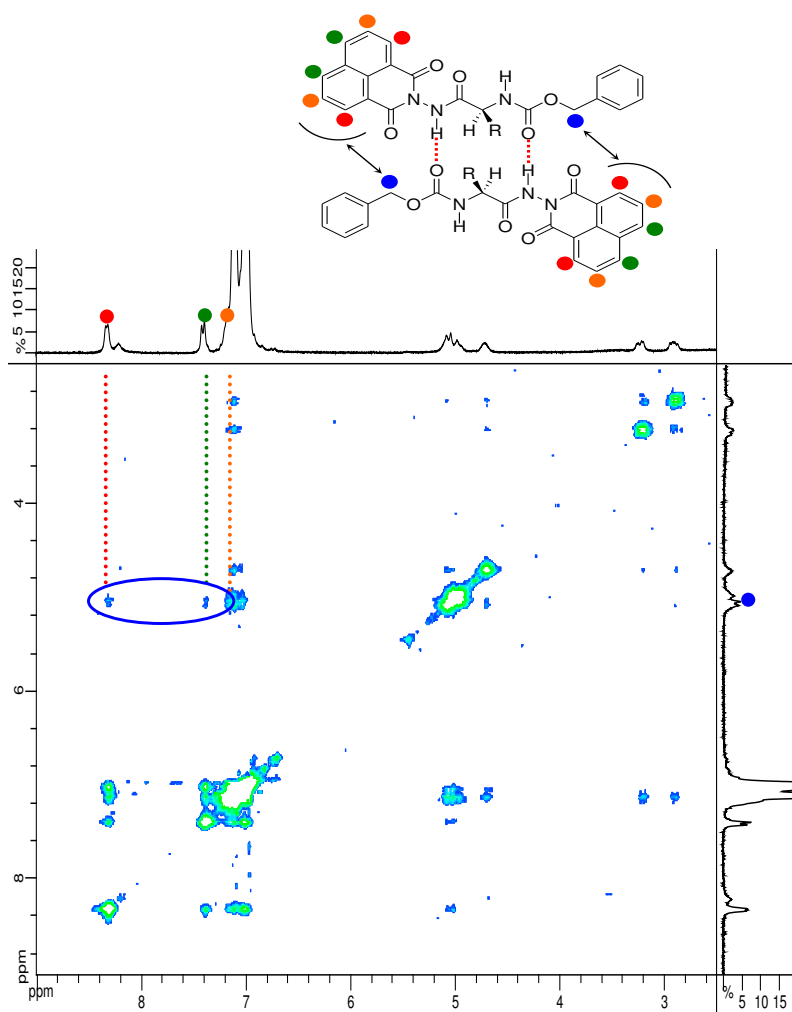 O O H
N N N O
O H H R O
O R H H O
O N N N
H O O
% 5 10 15 20
4
6
8
ppm
ppm 8 7 6 5 4 3
% 5 10 15